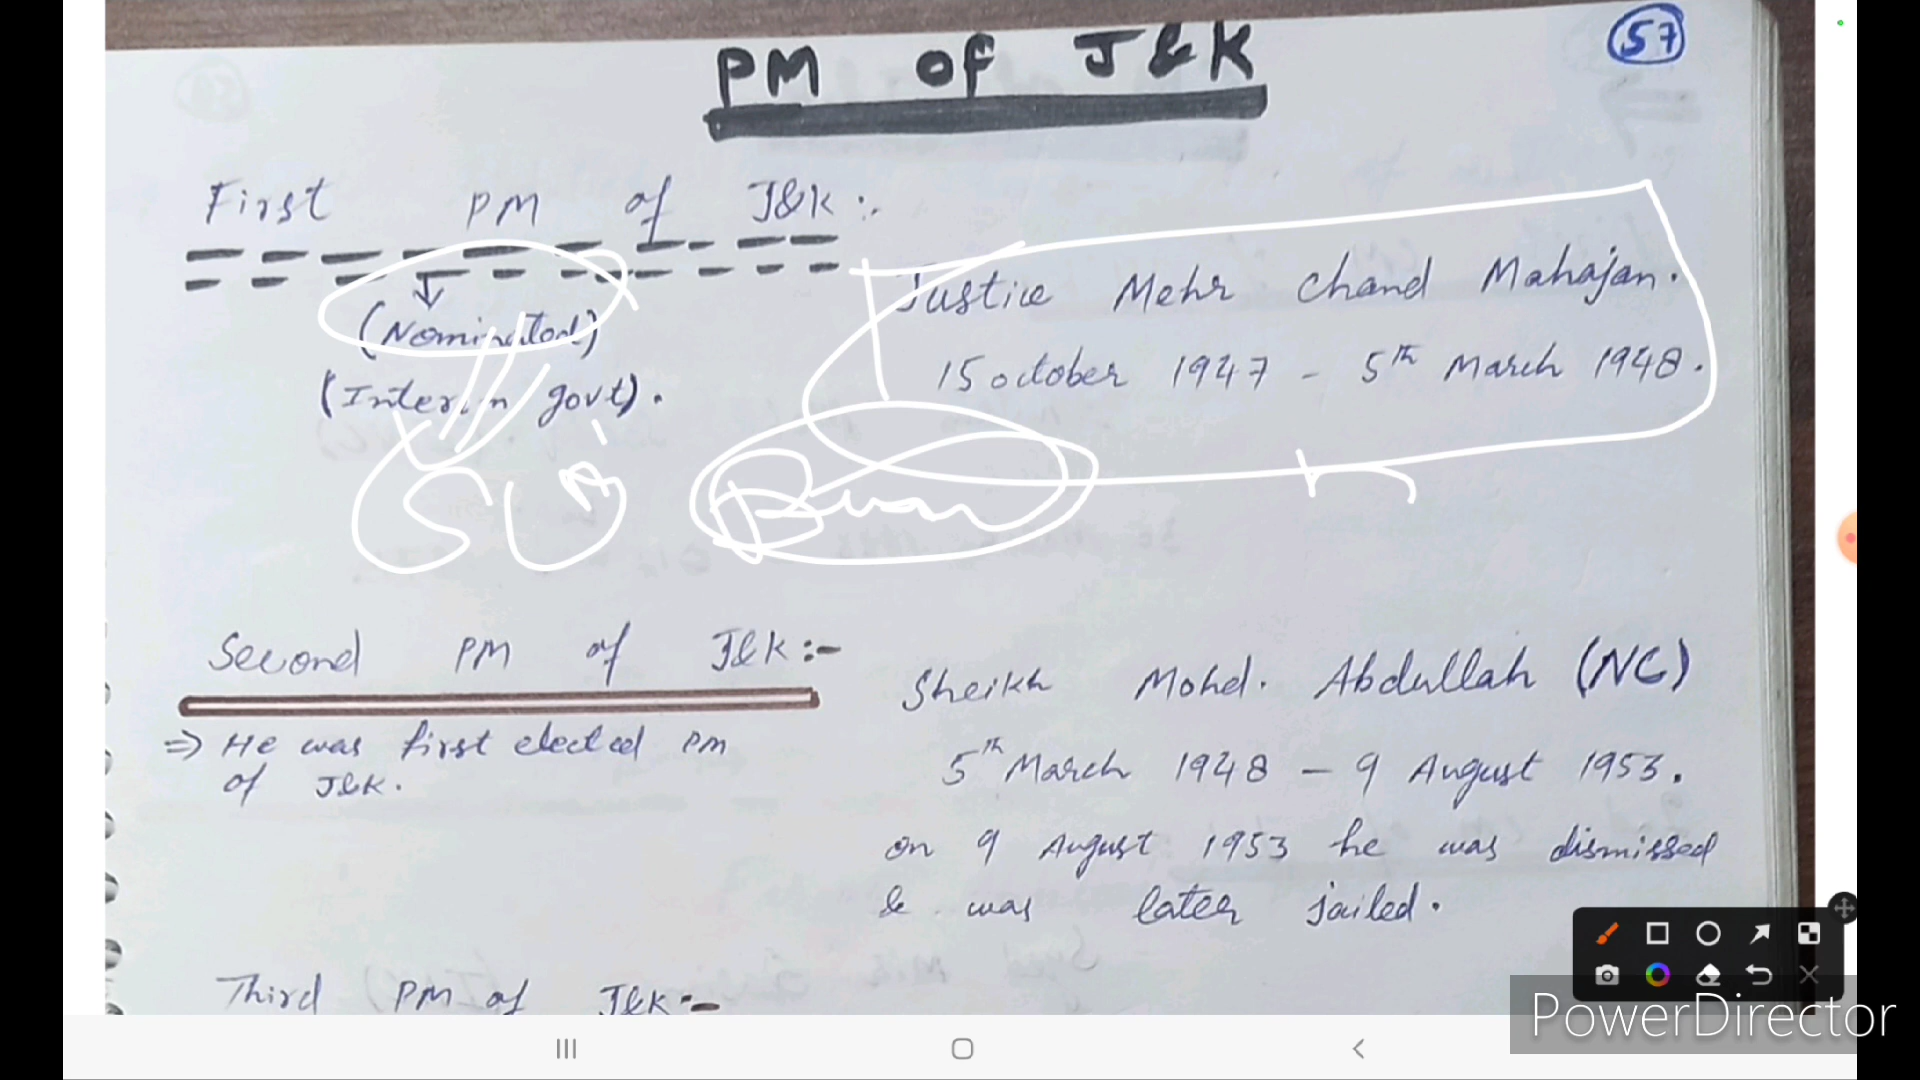 57
PM of J&K
First PM of J&K :.
Justice Mehr Chand Mahajan.
(Nominated)
15 october 1947 - 5th March 1948.
(Interim govt).
Second PM of J&K :-
Sheikh Mohd. Abdullah (NC)
⇒ He was first elected PM
of J&K.
5th March 1948 - 9 August 1953.
on 9 August 1953 he was dismissed
& was later jailed.
Third PM of J&K :-
PowerDirector